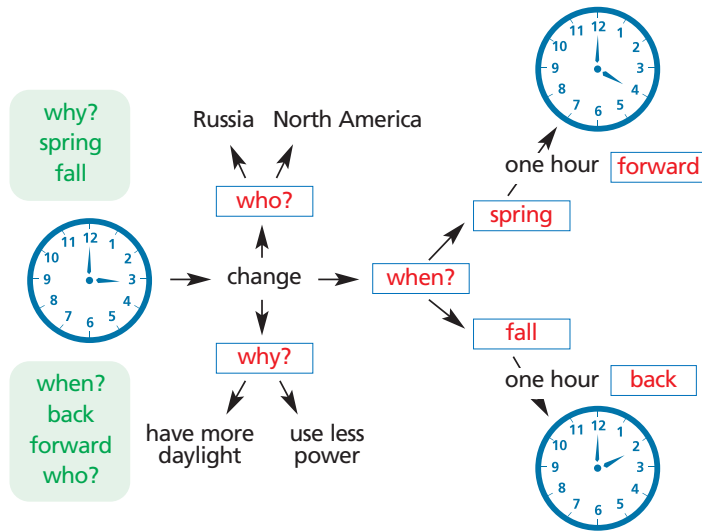 why?
spring
fall
when?
back
forward
who?
12
1
2
3
4
5
6
7
8
9
10
11
change
Russia
North America
who?
why?
have more
daylight
use less
power
when?
spring
one hour forward
12
1
2
3
4
5
6
7
8
9
10
11
fall
one hour back
12
1
2
3
4
5
6
7
8
9
10
11